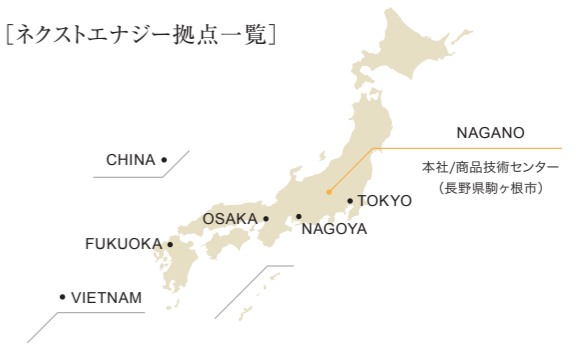 [ネクストエナジー拠点一覧]
NAGANO
本社/商品技術センター
（長野県駒ヶ根市）
CHINA
TOKYO
OSAKA
NAGOYA
FUKUOKA
VIETNAM